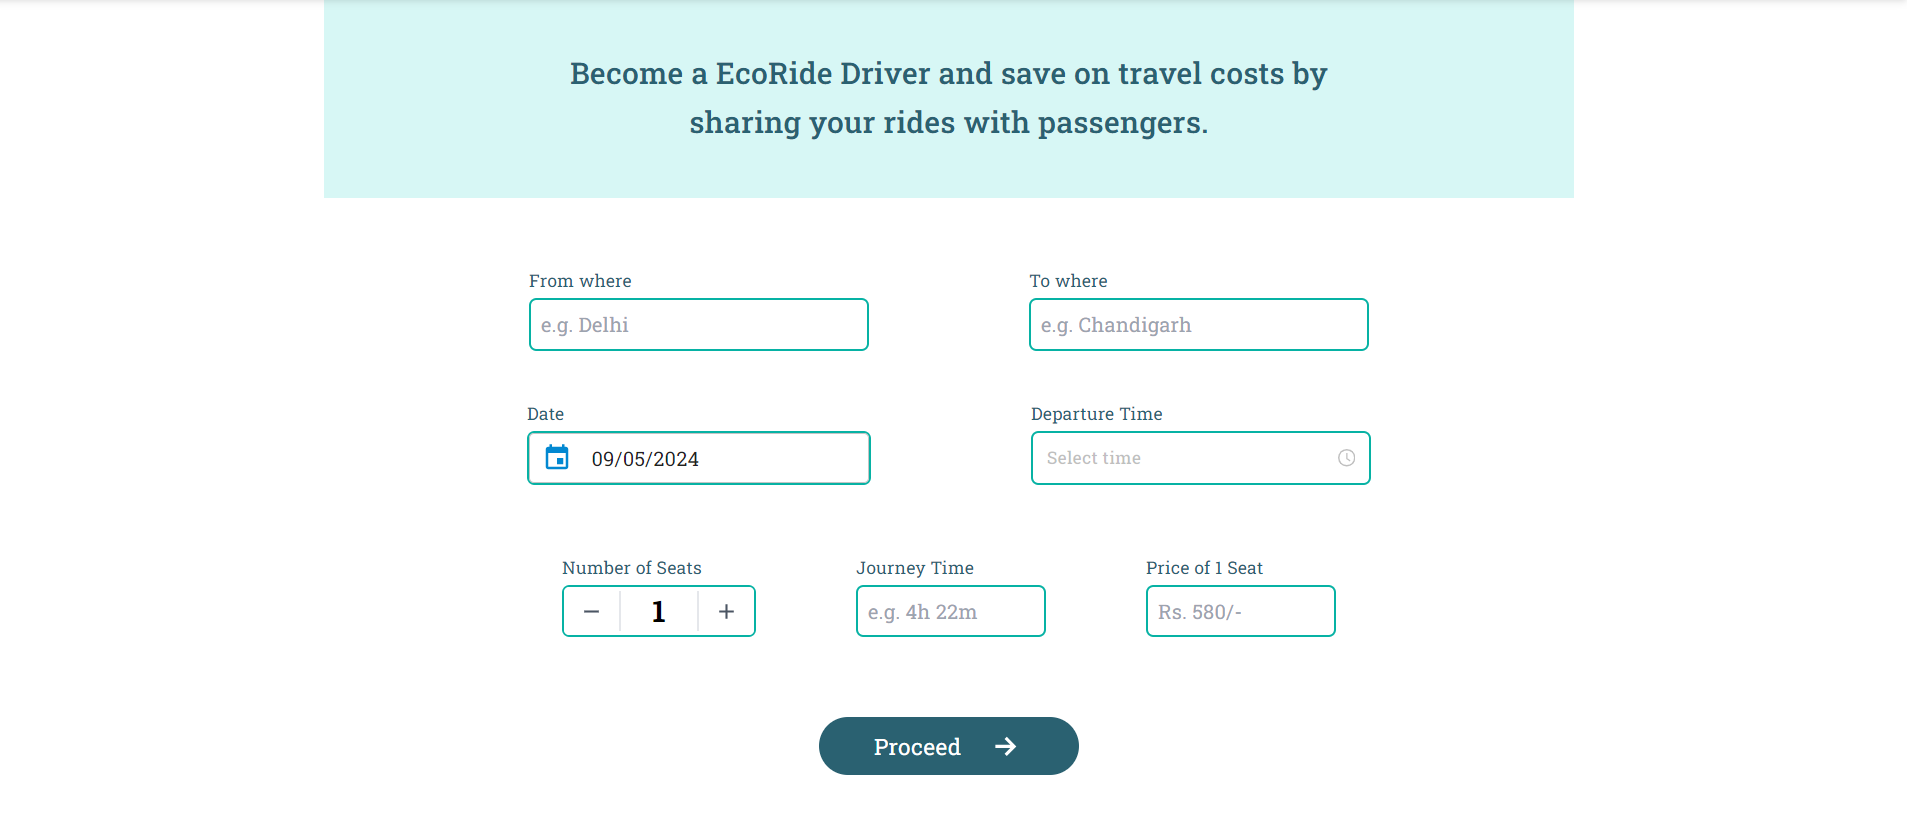 Become a EcoRide Driver and save on travel costs by
sharing your rides with passengers.
From where
To where
e.g. Delhi
e.g. Chandigarh
Date
Departure Time
09/05/2024
Select time
Number of Seats
Journey Time
Price of 1 Seat
− 1 +
e.g. 4h 22m
Rs. 580/-
Proceed →